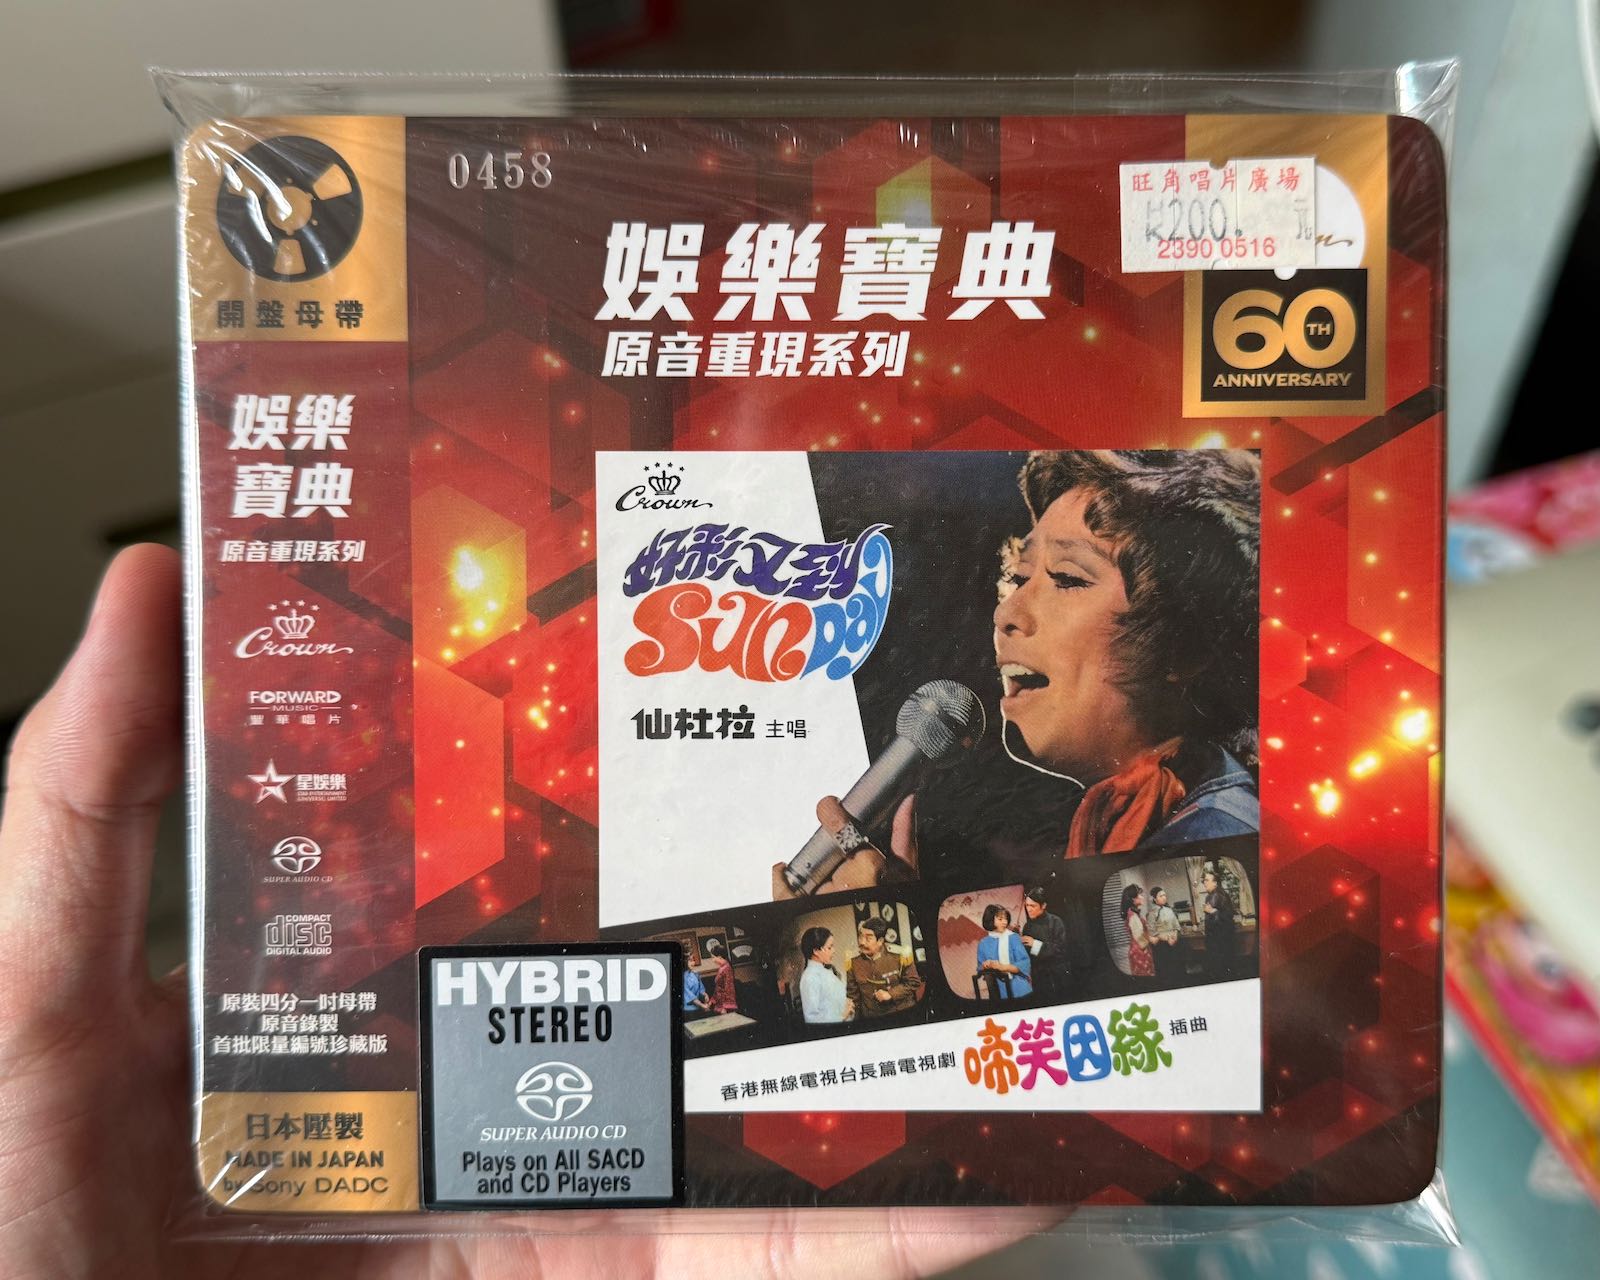 開盤母帶
娛樂
寶典
原音重現系列
Crown
FORWARD
MUSIC
豐華唱片
星娛樂
STAR ENTERTAINMENT
(UNIVERSE) LIMITED
SUPER AUDIO CD
COMPACT
disc
DIGITAL AUDIO
原裝四分一吋母帶
原音錄製
首批限量編號珍藏版
日本壓製
MADE IN JAPAN
by Sony DADC
0458
娛樂寶典
原音重現系列
旺角唱片廣場
200.
元
2390 0516
60TH
ANNIVERSARY
Crown
好彩又到
Sunday
仙杜拉 主唱
香港無線電視台長篇電視劇 啼笑因緣 插曲
HYBRID
STEREO
SUPER AUDIO CD
Plays on All SACD
and CD Players